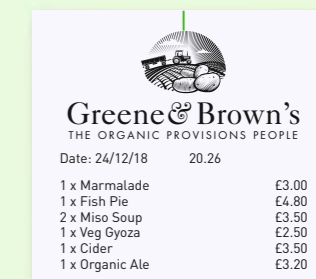 Greene & Brown's
THE ORGANIC PROVISIONS PEOPLE
Date: 24/12/18 20.26
1 x Marmalade £3.00
1 x Fish Pie £4.80
2 x Miso Soup £3.50
1 x Veg Gyoza £2.50
1 x Cider £3.50
1 x Organic Ale £3.20